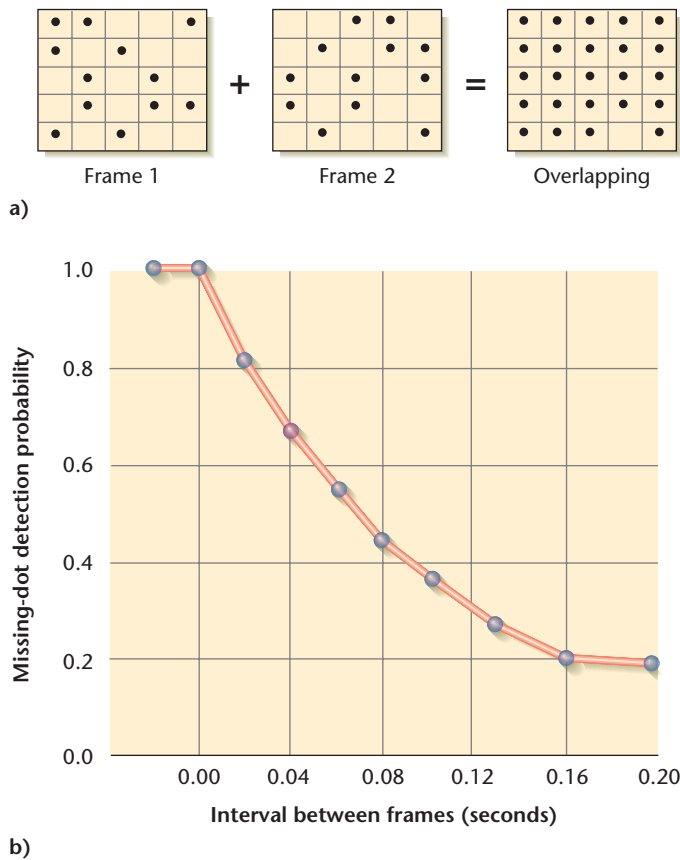 + =
Frame 1 Frame 2 Overlapping
a)
1.0
0.8
0.6
0.4
0.2
0.0
Missing-dot detection probability
0.00 0.04 0.08 0.12 0.16 0.20
Interval between frames (seconds)
b)